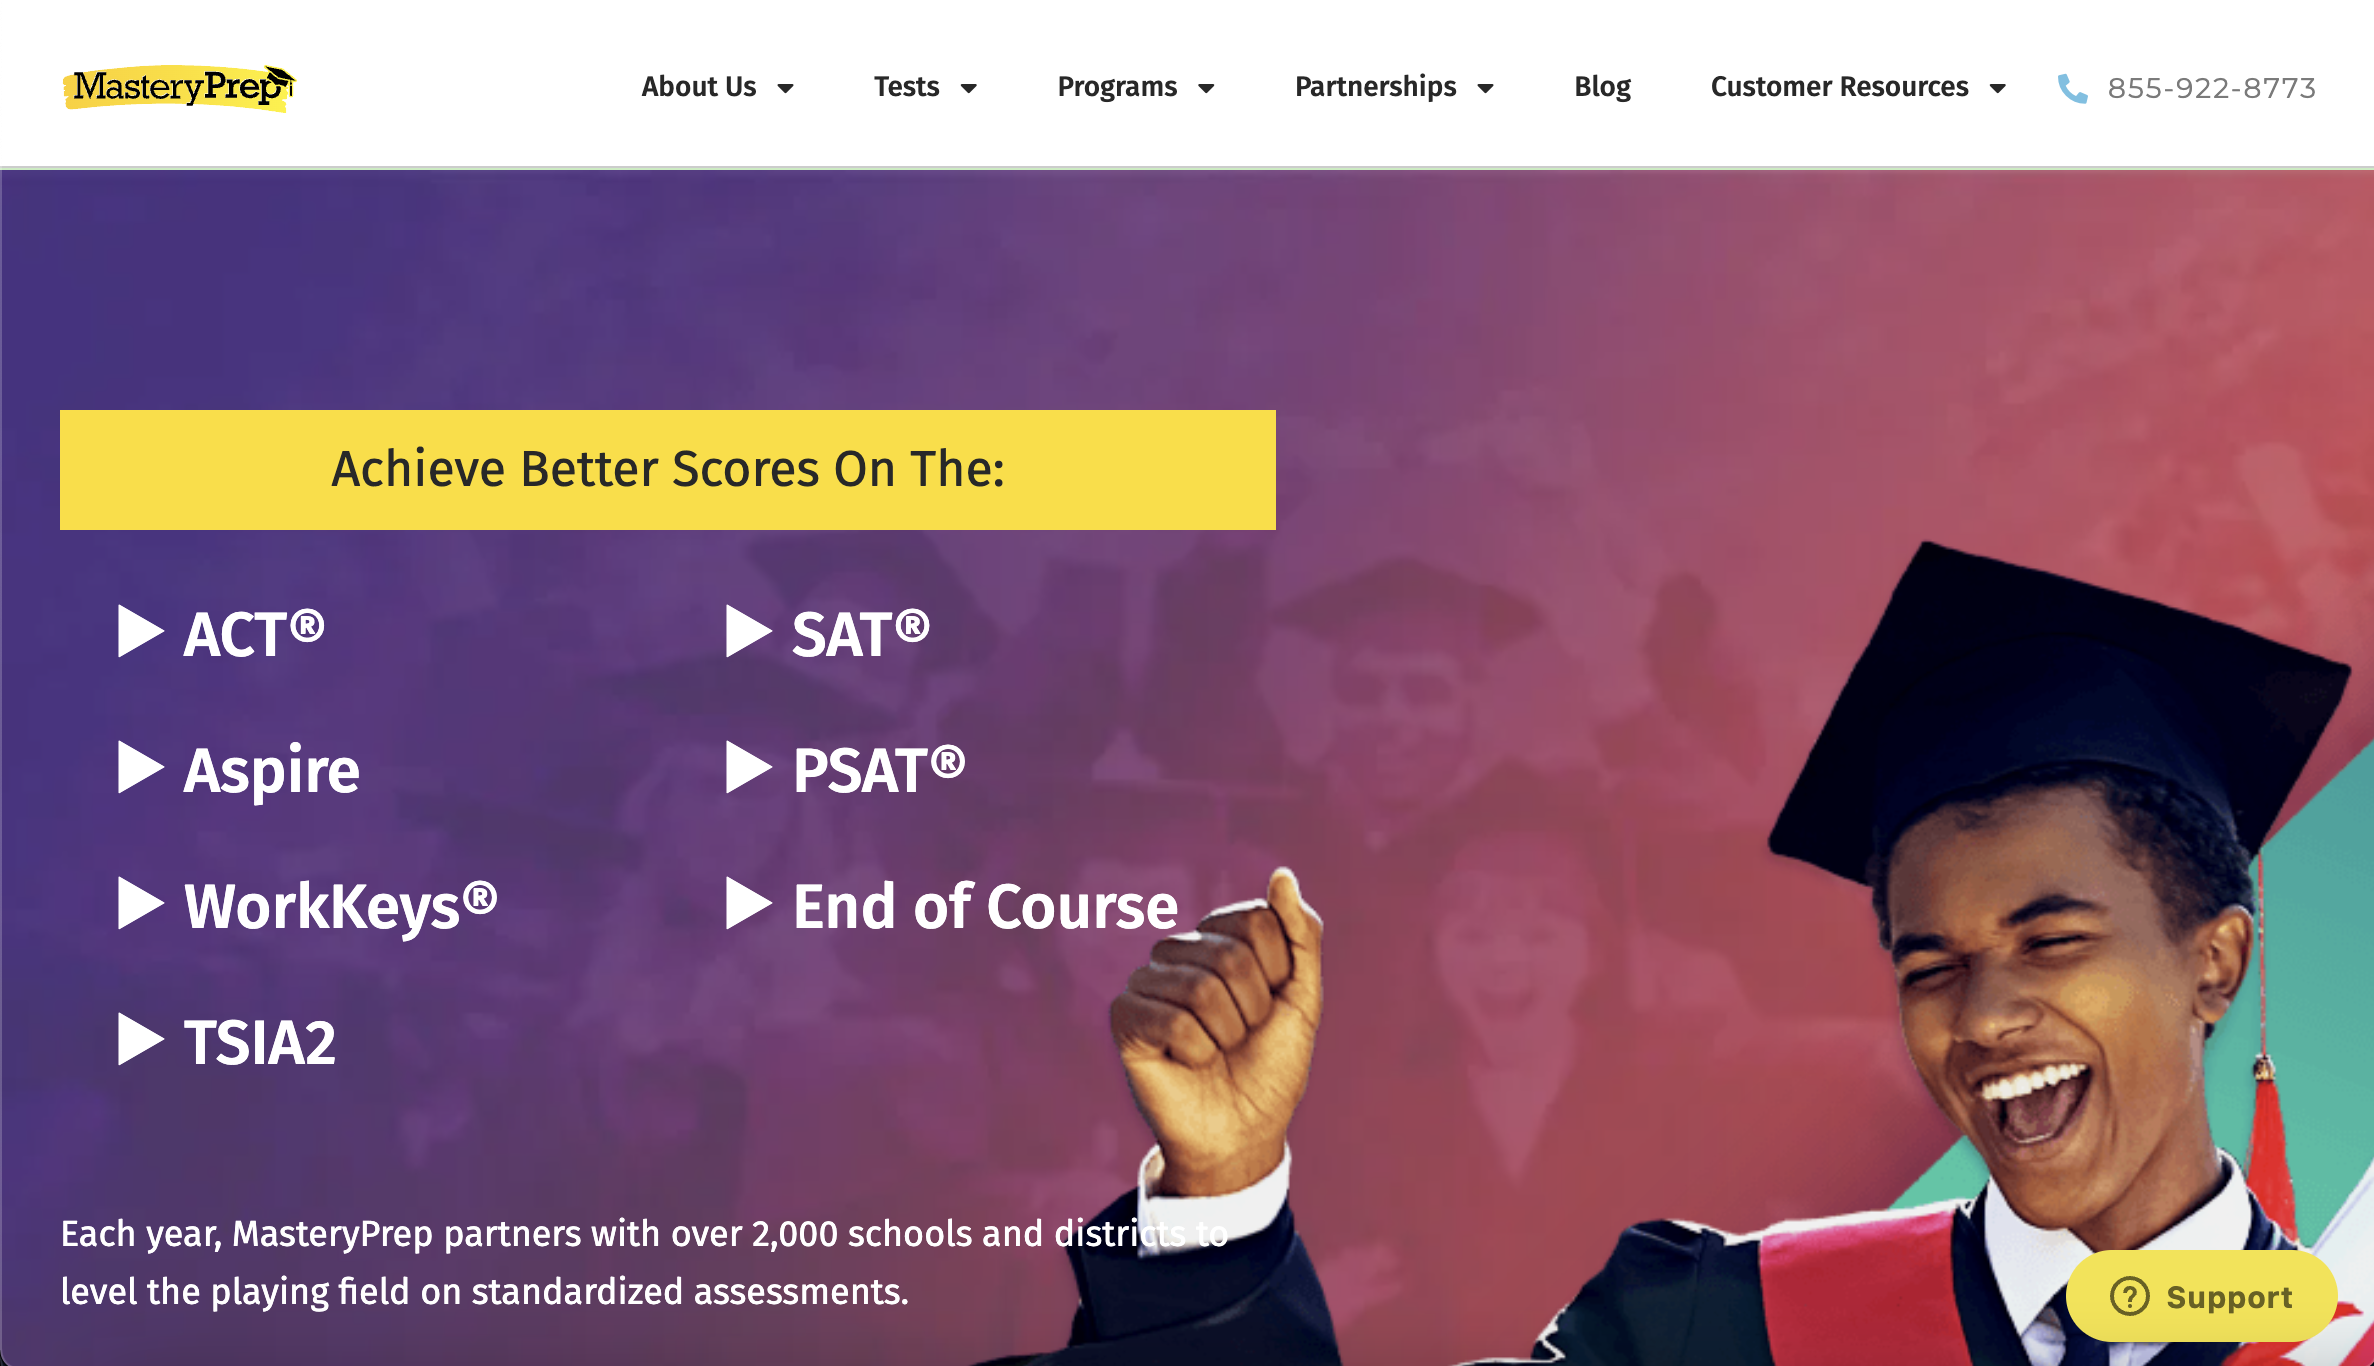 MasteryPrep
About Us
Tests
Programs
Partnerships
Blog
Customer Resources
855-922-8773
Achieve Better Scores On The:
ACT®
SAT®
Aspire
PSAT®
WorkKeys®
End of Course
TSIA2
Each year, MasteryPrep partners with over 2,000 schools and districts to
level the playing field on standardized assessments.
Support